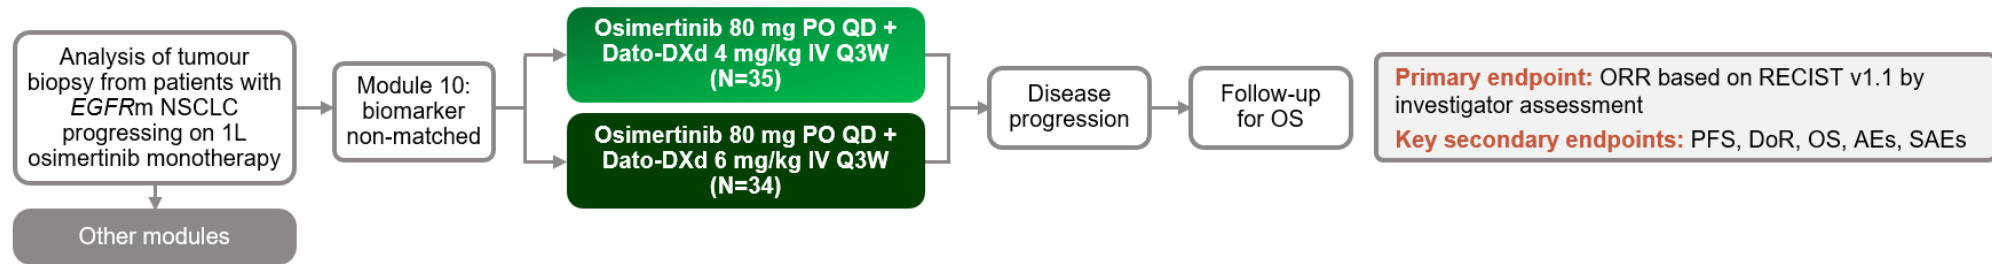 Analysis of tumour
biopsy from patients with
EGFRm NSCLC
progressing on 1L
osimertinib monotherapy
Other modules
Module 10:
biomarker
non-matched
Osimertinib 80 mg PO QD +
Dato-DXd 4 mg/kg IV Q3W
(N=35)
Osimertinib 80 mg PO QD +
Dato-DXd 6 mg/kg IV Q3W
(N=34)
Disease
progression
Follow-up
for OS
Primary endpoint: ORR based on RECIST v1.1 by
investigator assessment
Key secondary endpoints: PFS, DoR, OS, AEs, SAEs